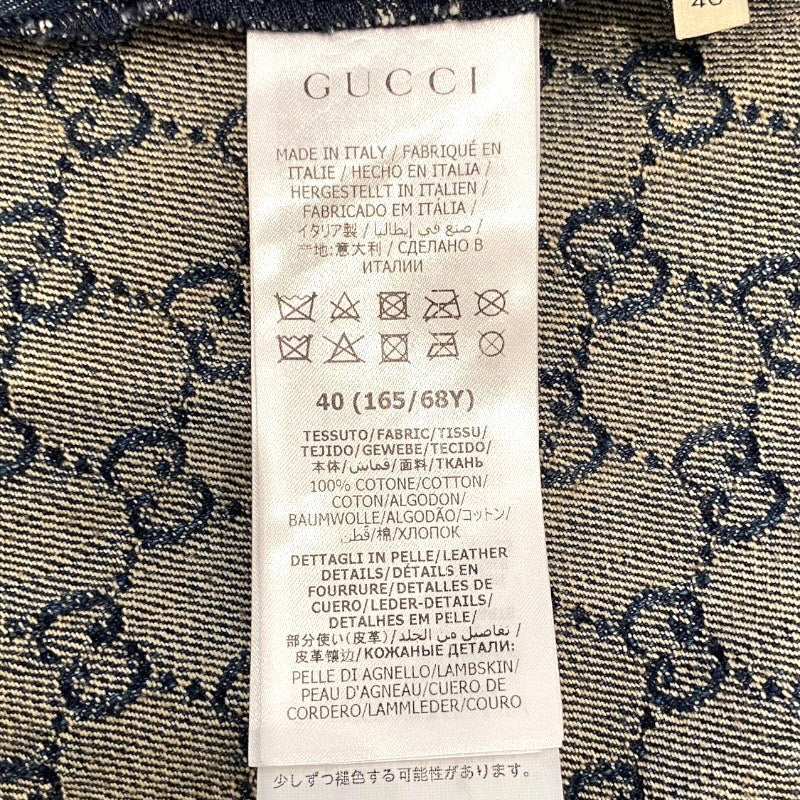 40
GUCCI
MADE IN ITALY / FABRIQUÉ EN
ITALIE / HECHO EN ITALIA /
HERGESTELLT IN ITALIEN /
FABRICADO EM ITÁLIA /
イタリア製 / صنع في إيطاليا /
产地:意大利 / СДЕЛАНО В
ИТАЛИИ
40 (165/68Y)
TESSUTO/FABRIC/TISSU/
TEJIDO/GEWEBE/TECIDO/
本体/قماش/面料/ТКАНЬ
100% COTONE/COTTON/
COTON/ALGODON/
BAUMWOLLE/ALGODÃO/コットン/
قطن/棉/ХЛОПОК
DETTAGLI IN PELLE/LEATHER
DETAILS/DÉTAILS EN
FOURRURE/DETALLES DE
CUERO/LEDER-DETAILS/
DETALHES EM PELE/
部分使い(皮革)/تفاصيل من الجلد/
皮革镶边/КОЖАНЫЕ ДЕТАЛИ:
PELLE DI AGNELLO/LAMBSKIN/
PEAU D'AGNEAU/CUERO DE
CORDERO/LAMMLEDER/COURO
少しずつ褪色する可能性があります。